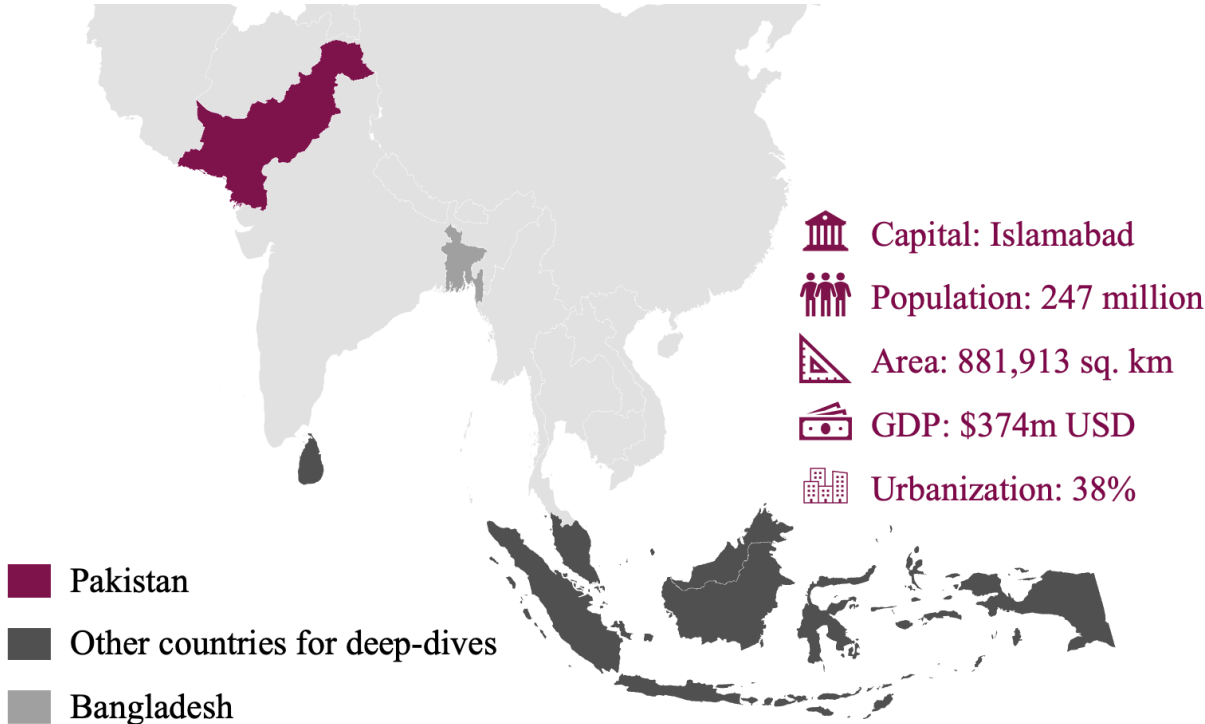 Capital: Islamabad
Population: 247 million
Area: 881,913 sq. km
GDP: $374m USD
Urbanization: 38%
Pakistan
Other countries for deep-dives
Bangladesh